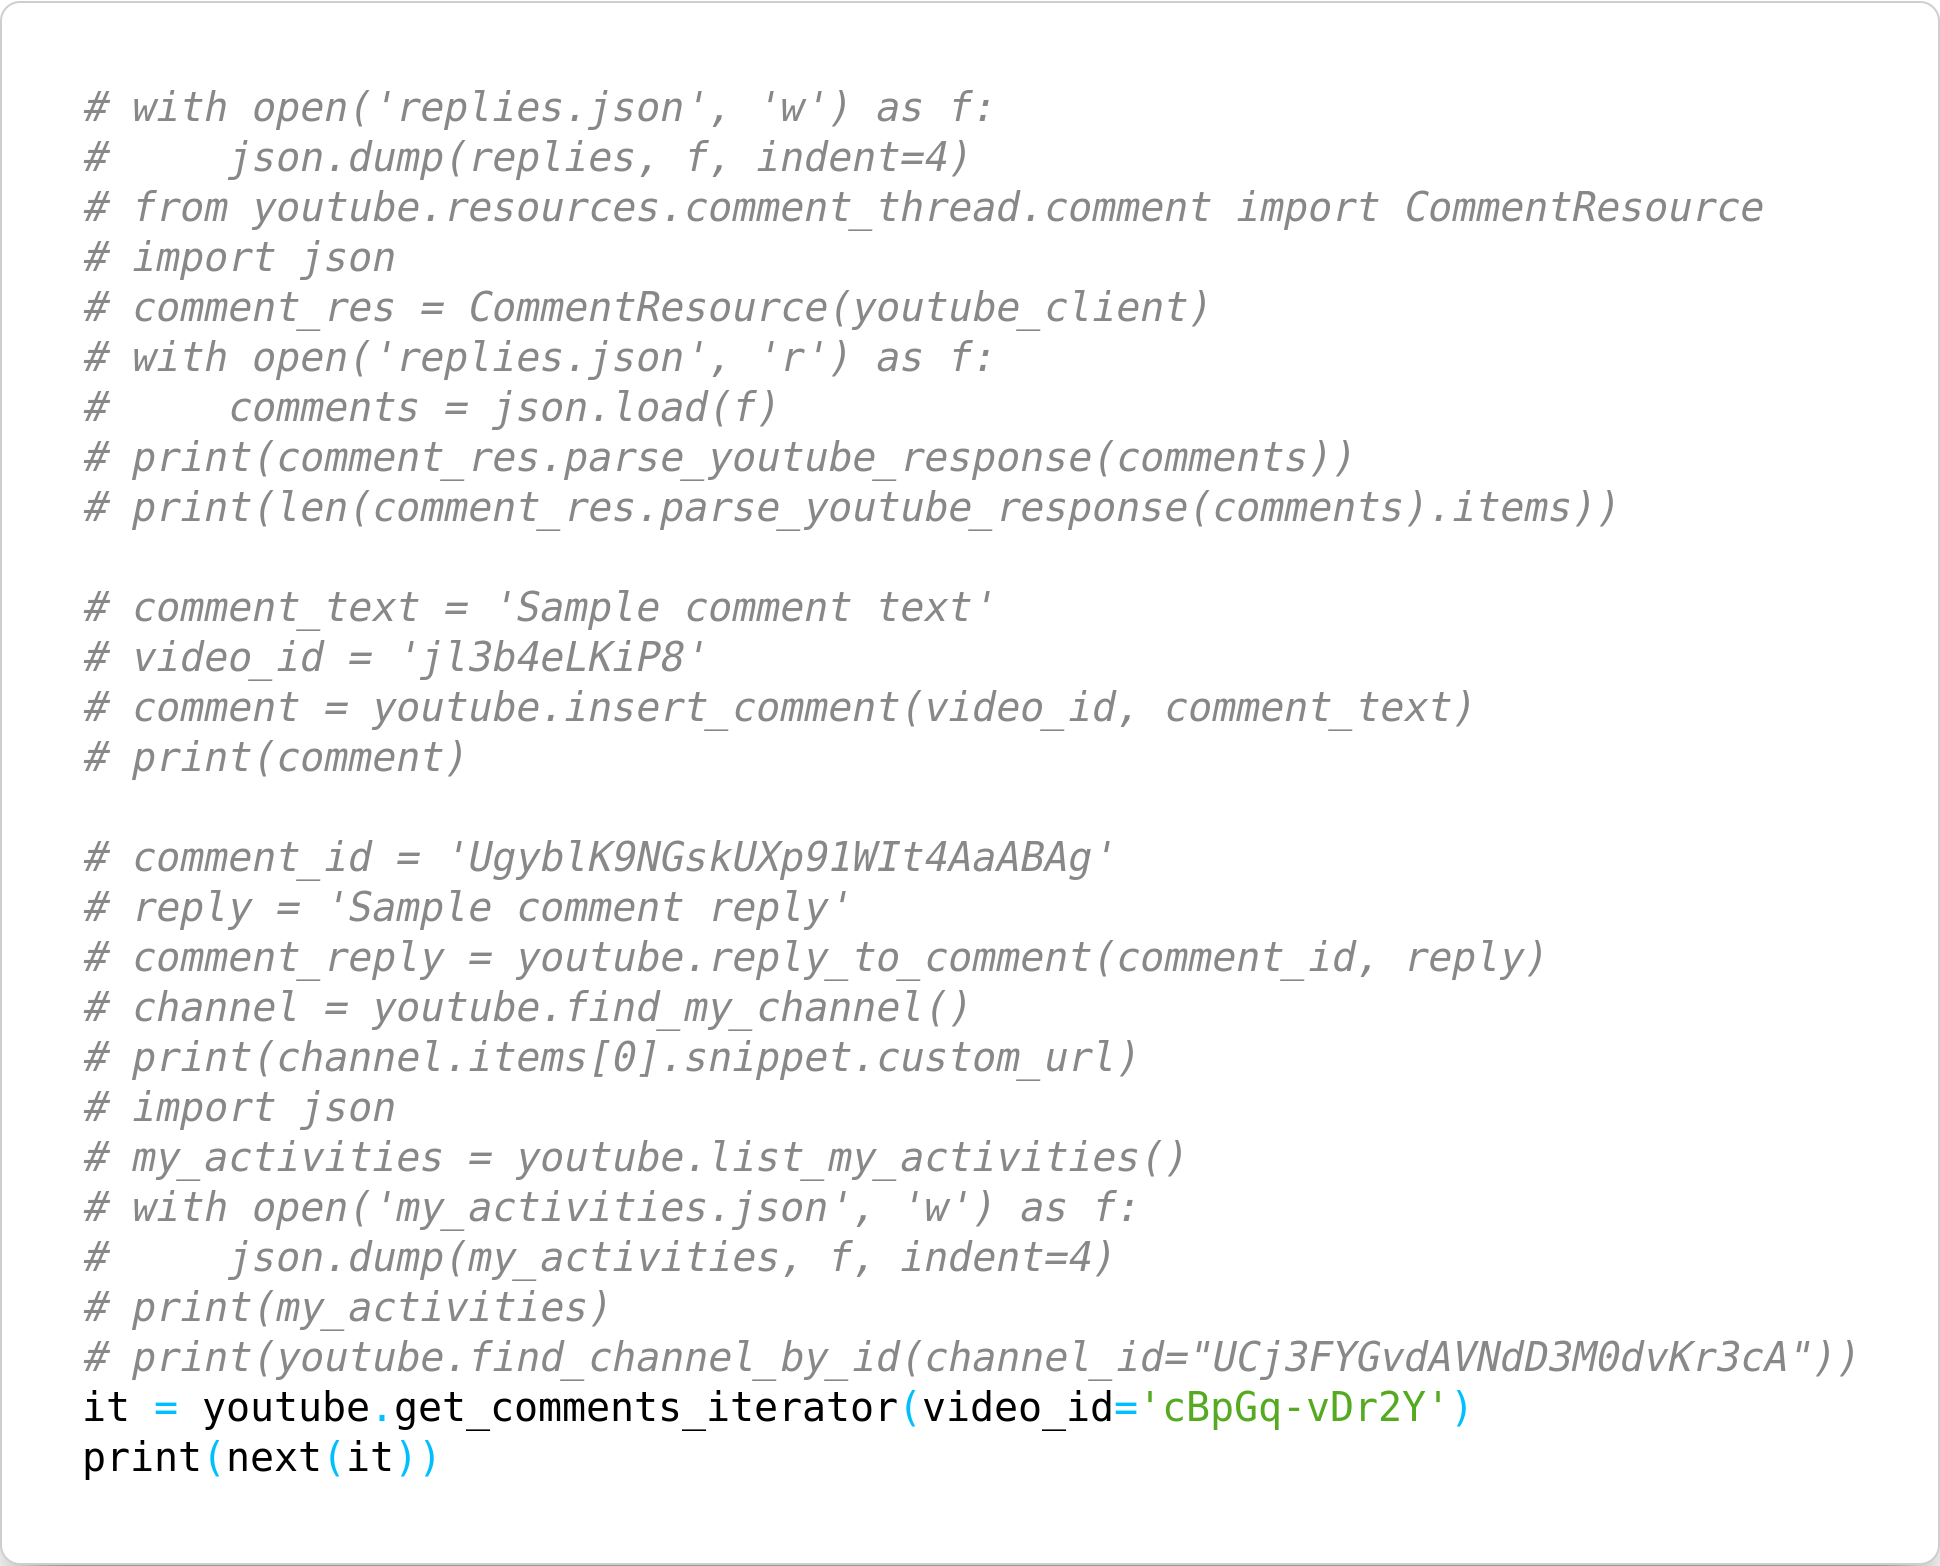 # with open('replies.json', 'w') as f:
#     json.dump(replies, f, indent=4)
# from youtube.resources.comment_thread.comment import CommentResource
# import json
# comment_res = CommentResource(youtube_client)
# with open('replies.json', 'r') as f:
#     comments = json.load(f)
# print(comment_res.parse_youtube_response(comments))
# print(len(comment_res.parse_youtube_response(comments).items))

# comment_text = 'Sample comment text'
# video_id = 'jl3b4eLKiP8'
# comment = youtube.insert_comment(video_id, comment_text)
# print(comment)

# comment_id = 'UgyblK9NGskUXp91WIt4AaABAg'
# reply = 'Sample comment reply'
# comment_reply = youtube.reply_to_comment(comment_id, reply)
# channel = youtube.find_my_channel()
# print(channel.items[0].snippet.custom_url)
# import json
# my_activities = youtube.list_my_activities()
# with open('my_activities.json', 'w') as f:
#     json.dump(my_activities, f, indent=4)
# print(my_activities)
# print(youtube.find_channel_by_id(channel_id="UCj3FYGvdAVNdD3M0dvKr3cA"))
it = youtube.get_comments_iterator(video_id='cBpGq-vDr2Y')
print(next(it))